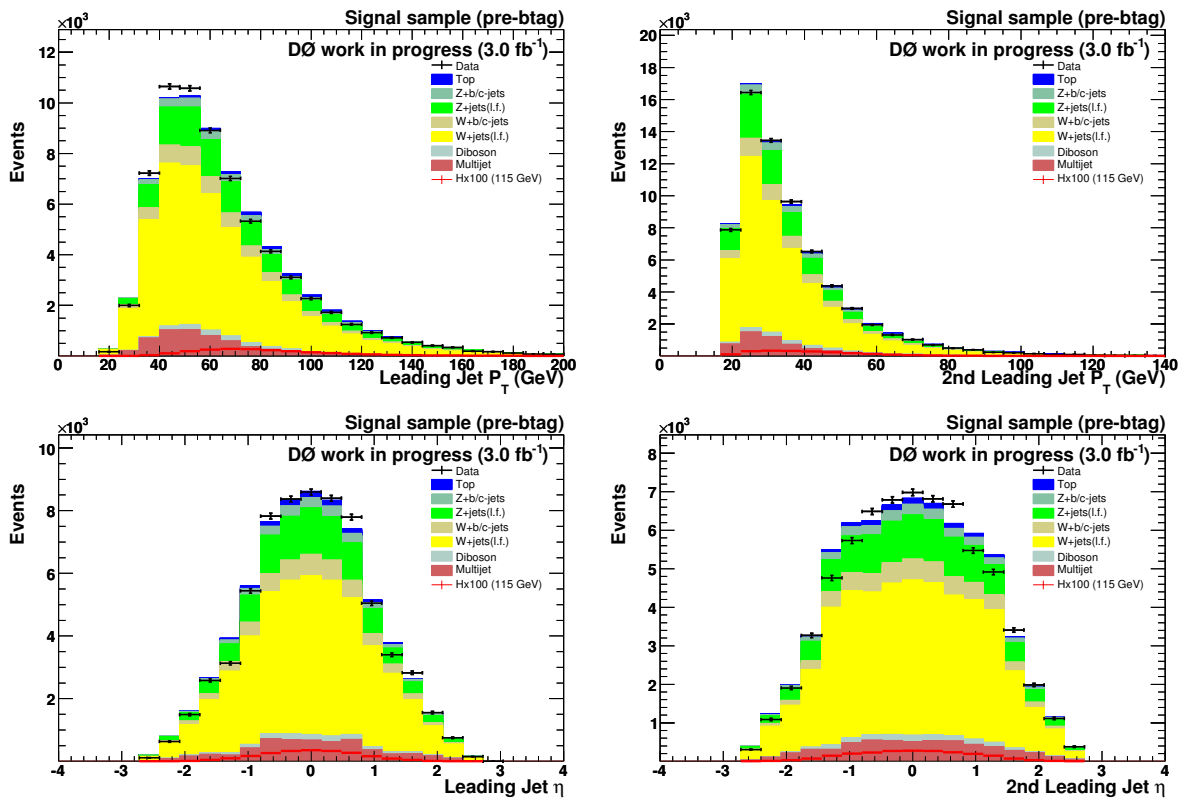 Signal sample (pre-btag)
×10³
DØ work in progress (3.0 fb⁻¹)
Data
Top
Z+b/c-jets
Z+jets(l.f.)
W+b/c-jets
W+jets(l.f.)
Diboson
Multijet
Hx100 (115 GeV)
Events
12
10
8
6
4
2
0 20 40 60 80 100 120 140 160 180 200
Leading Jet P_T (GeV)
Signal sample (pre-btag)
×10³
DØ work in progress (3.0 fb⁻¹)
Data
Top
Z+b/c-jets
Z+jets(l.f.)
W+b/c-jets
W+jets(l.f.)
Diboson
Multijet
Hx100 (115 GeV)
Events
20
18
16
14
12
10
8
6
4
2
0 20 40 60 80 100 120 140
2nd Leading Jet P_T (GeV)
Signal sample (pre-btag)
×10³
DØ work in progress (3.0 fb⁻¹)
Data
Top
Z+b/c-jets
Z+jets(l.f.)
W+b/c-jets
W+jets(l.f.)
Diboson
Multijet
Hx100 (115 GeV)
Events
10
8
6
4
2
-4 -3 -2 -1 0 1 2 3 4
Leading Jet η
Signal sample (pre-btag)
×10³
DØ work in progress (3.0 fb⁻¹)
Data
Top
Z+b/c-jets
Z+jets(l.f.)
W+b/c-jets
W+jets(l.f.)
Diboson
Multijet
Hx100 (115 GeV)
Events
8
7
6
5
4
3
2
1
-4 -3 -2 -1 0 1 2 3 4
2nd Leading Jet η